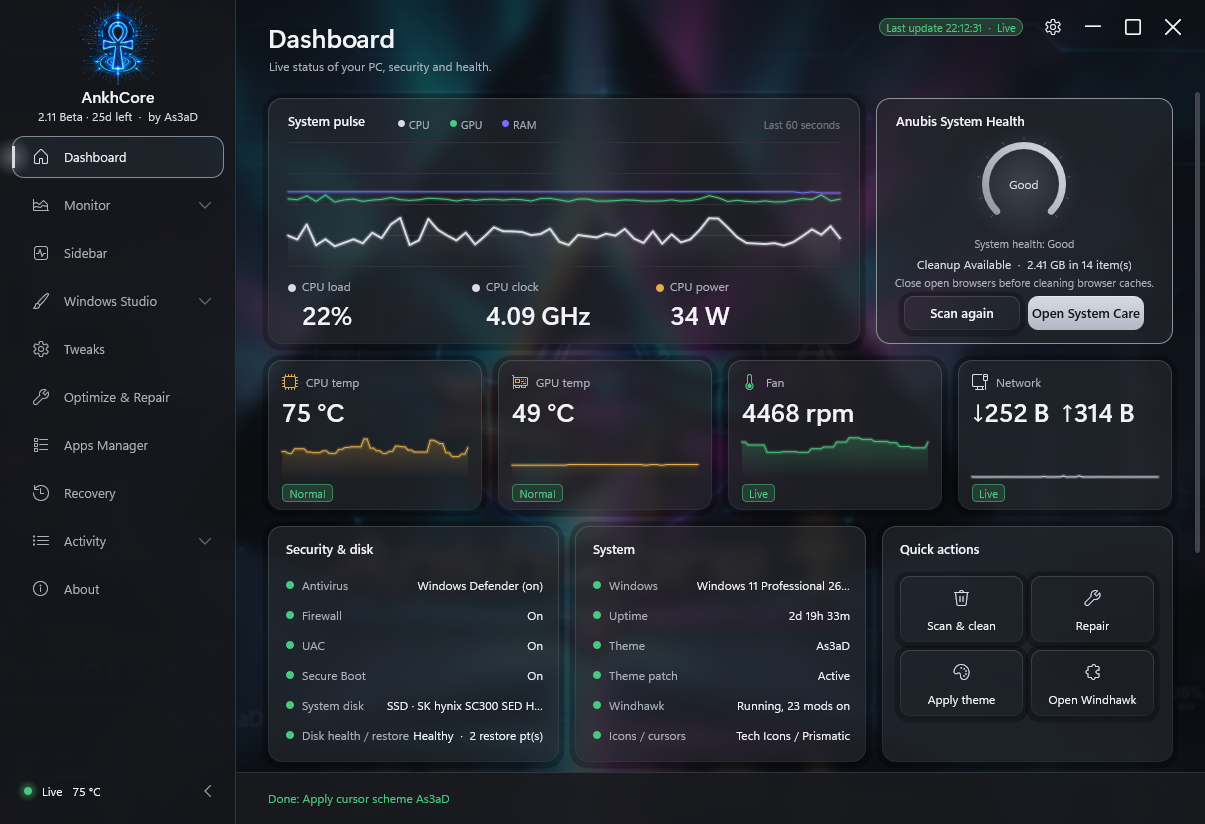 AnkhCore
2.11 Beta · 25d left · by As3aD
Dashboard
Monitor
Sidebar
Windows Studio
Tweaks
Optimize & Repair
Apps Manager
Recovery
Activity
About
Live 75 °C
Dashboard
Live status of your PC, security and health.
Last update 22:12:31 · Live
System pulse
CPU GPU RAM
Last 60 seconds
CPU load
22%
CPU clock
4.09 GHz
CPU power
34 W
Anubis System Health
Good
System health: Good
Cleanup Available · 2.41 GB in 14 item(s)
Close open browsers before cleaning browser caches.
Scan again
Open System Care
CPU temp
75 °C
Normal
GPU temp
49 °C
Normal
Fan
4468 rpm
Live
Network
↓252 B ↑314 B
Live
Security & disk
Antivirus Windows Defender (on)
Firewall On
UAC On
Secure Boot On
System disk SSD · SK hynix SC300 SED H...
Disk health / restore Healthy · 2 restore pt(s)
System
Windows Windows 11 Professional 26...
Uptime 2d 19h 33m
Theme As3aD
Theme patch Active
Windhawk Running, 23 mods on
Icons / cursors Tech Icons / Prismatic
Quick actions
Scan & clean
Repair
Apply theme
Open Windhawk
Done: Apply cursor scheme As3aD